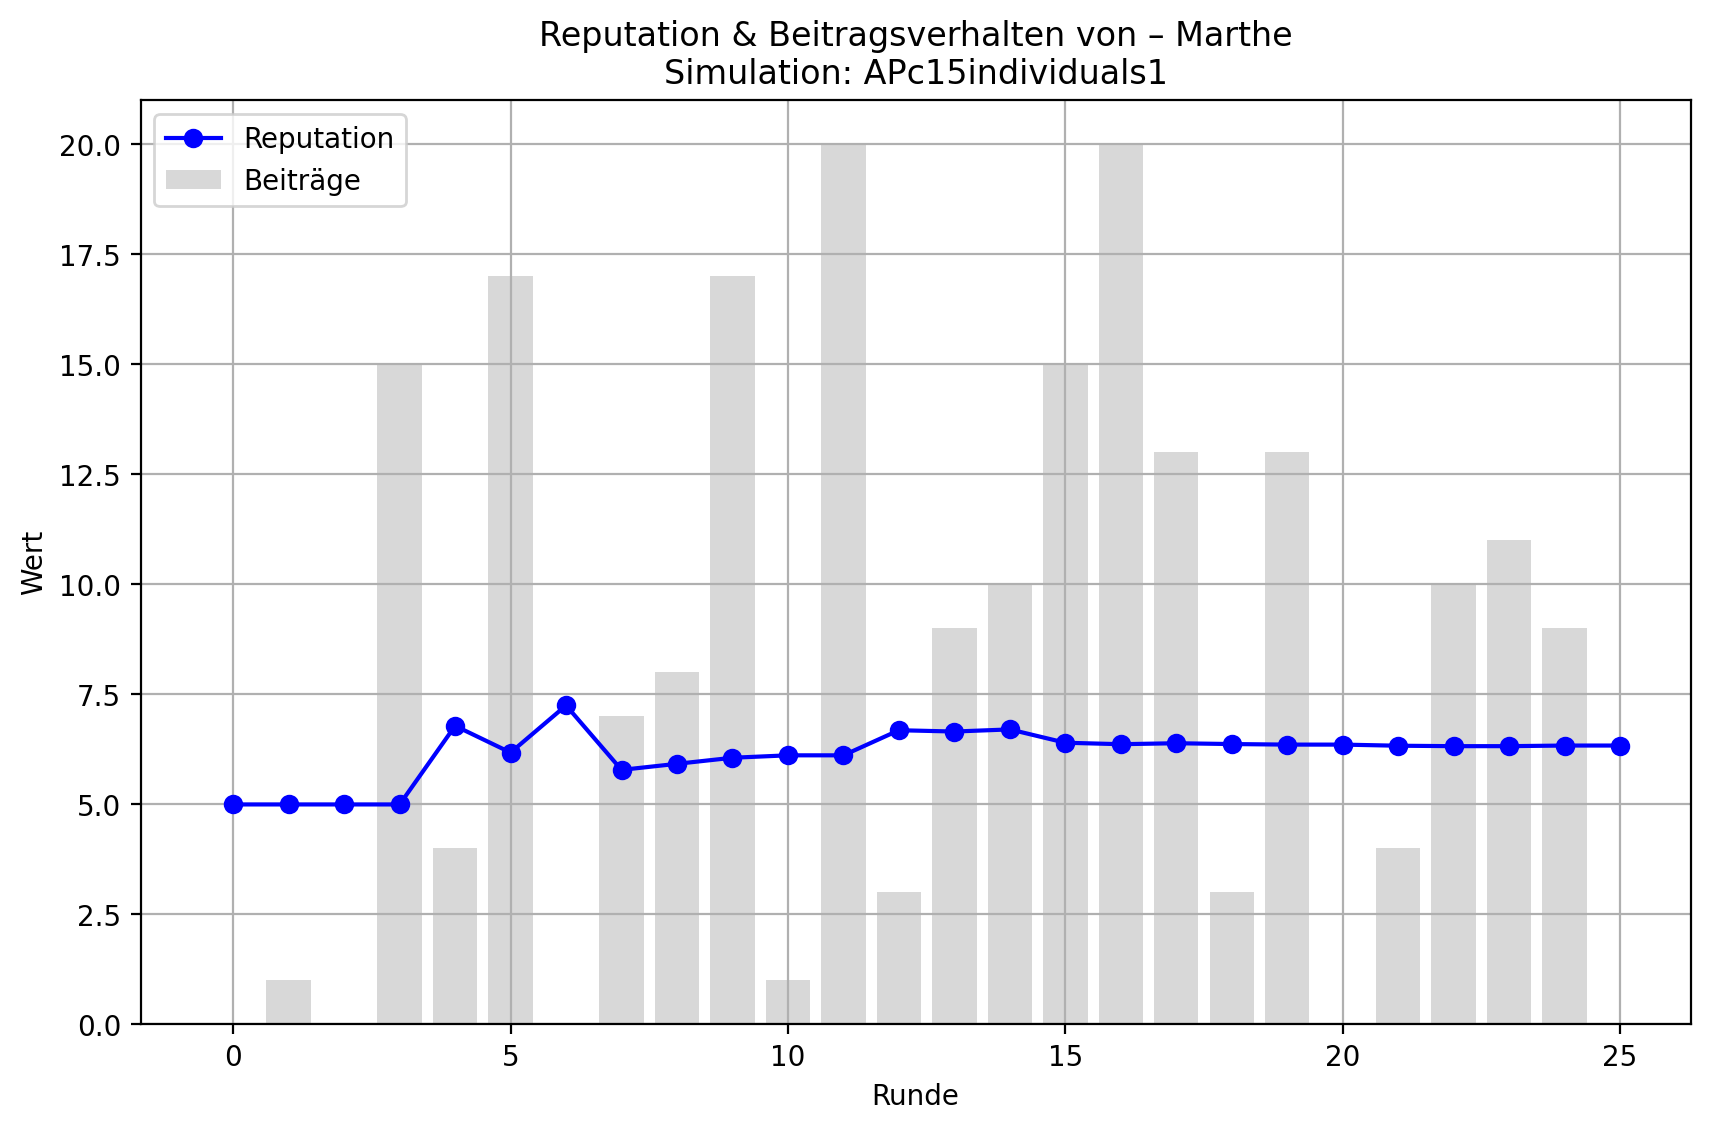 Reputation & Beitragsverhalten von – Marthe
Simulation: APc15individuals1
Reputation
Beiträge
20.0
17.5
15.0
12.5
10.0
7.5
5.0
2.5
0.0
Wert
0 5 10 15 20 25
Runde